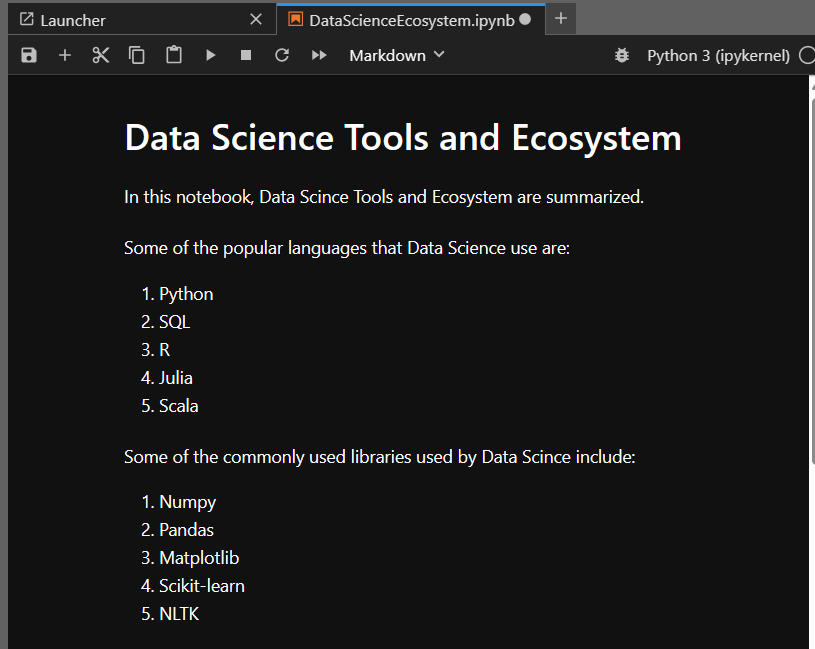 Launcher
DataScienceEcosystem.ipynb
Markdown
Python 3 (ipykernel)
Data Science Tools and Ecosystem
In this notebook, Data Scince Tools and Ecosystem are summarized.
Some of the popular languages that Data Science use are:
1. Python
2. SQL
3. R
4. Julia
5. Scala
Some of the commonly used libraries used by Data Scince include:
1. Numpy
2. Pandas
3. Matplotlib
4. Scikit-learn
5. NLTK